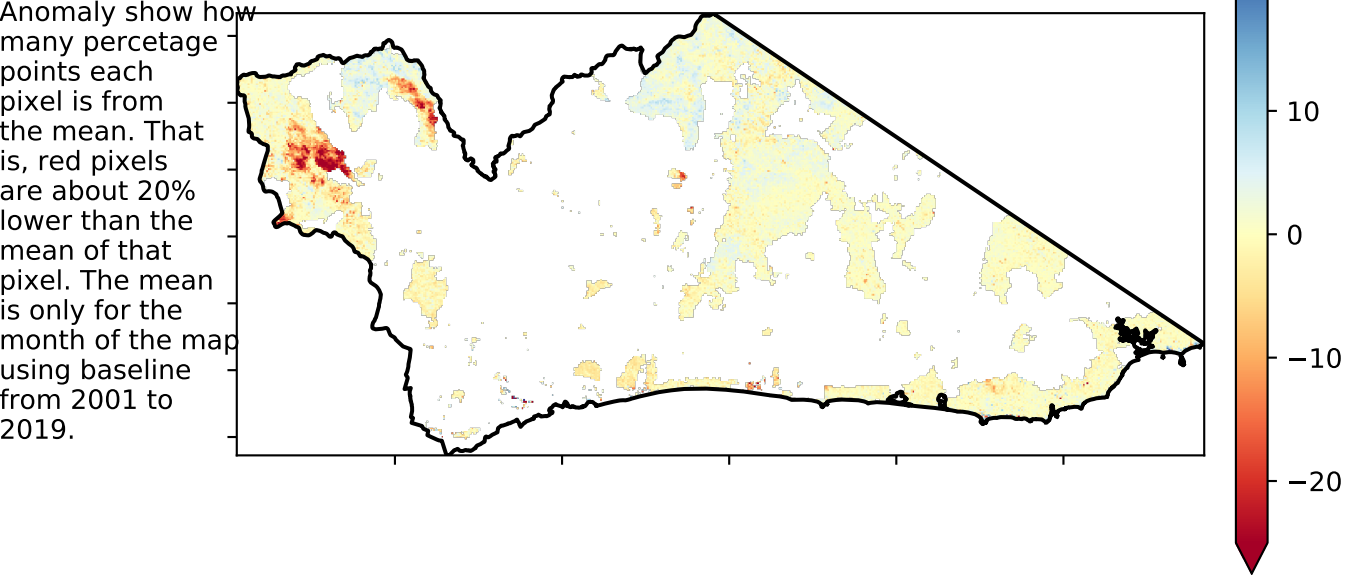 Anomaly show how
many percetage
points each
pixel is from
the mean. That
is, red pixels
are about 20%
lower than the
mean of that
pixel. The mean
is only for the
month of the map
using baseline
from 2001 to
2019.
10
0
−10
−20